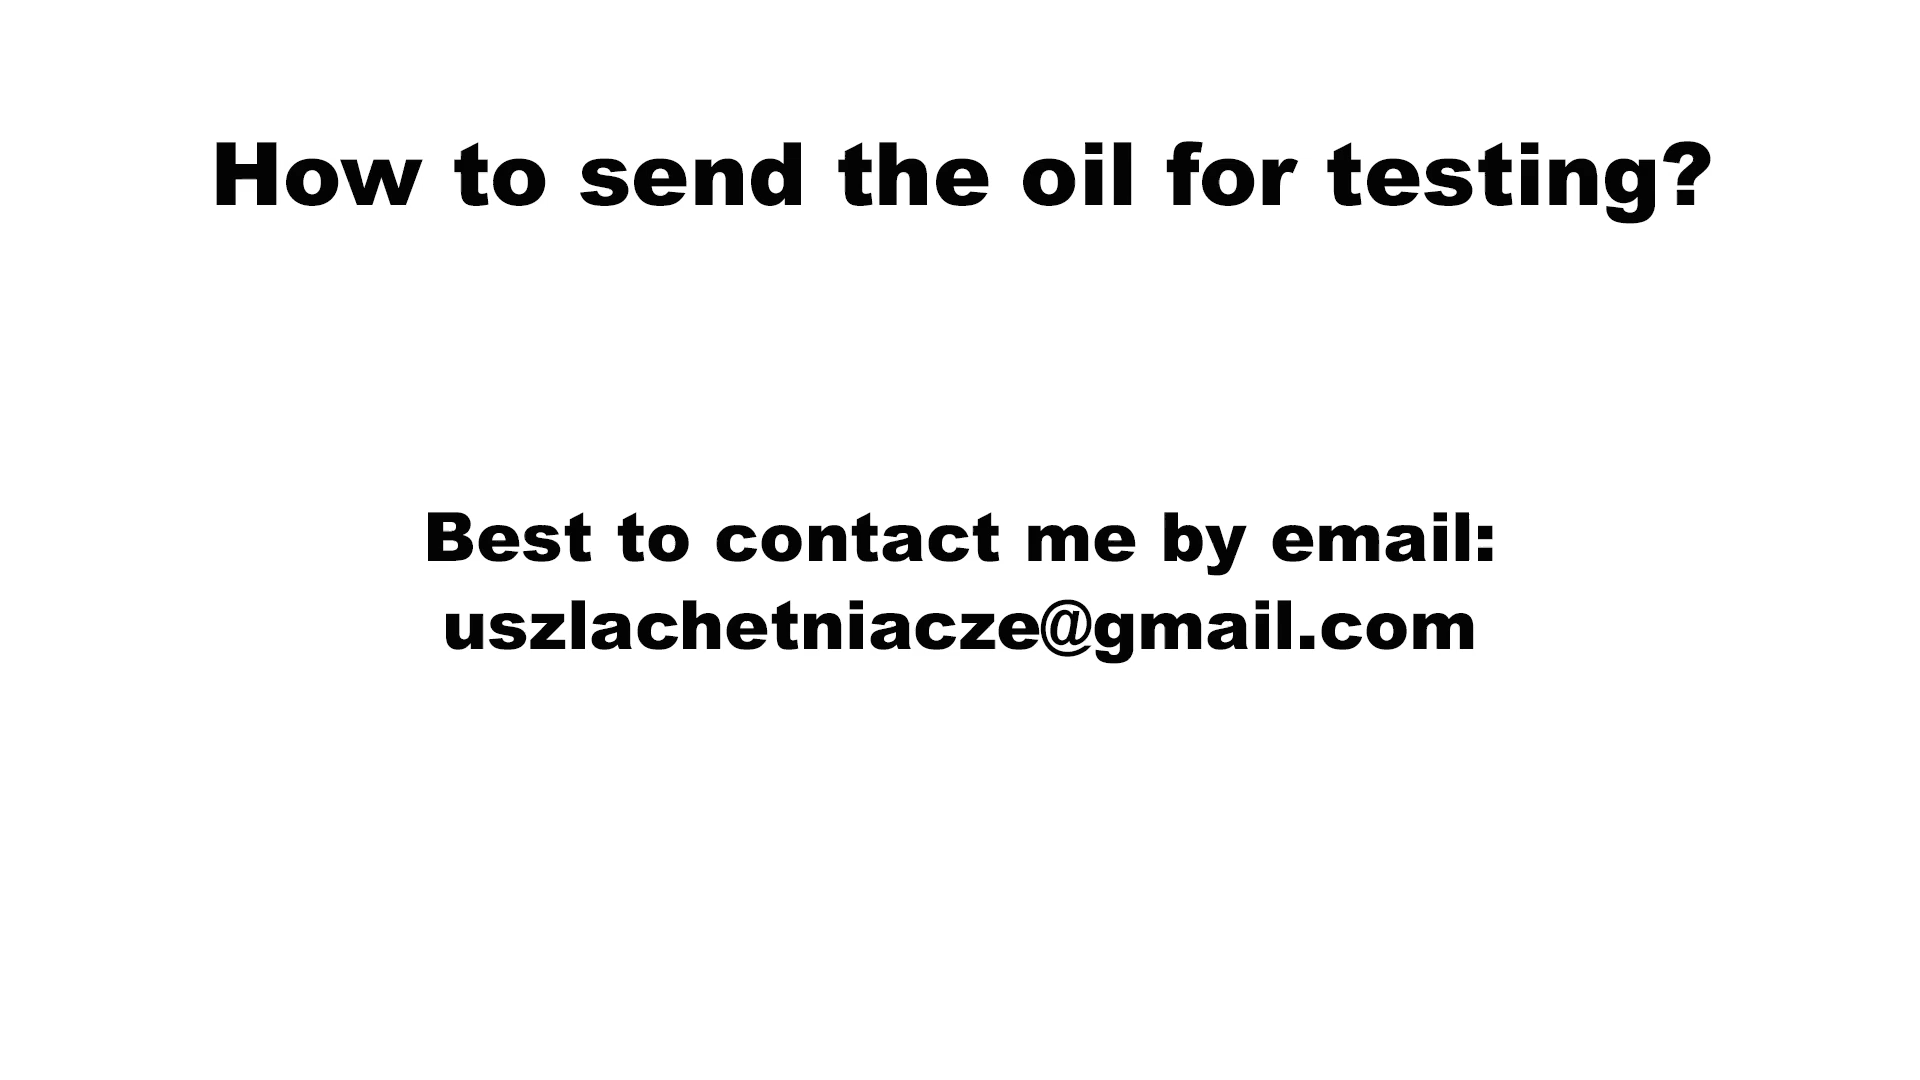 How to send the oil for testing?
Best to contact me by email:
uszlachetniacze@gmail.com